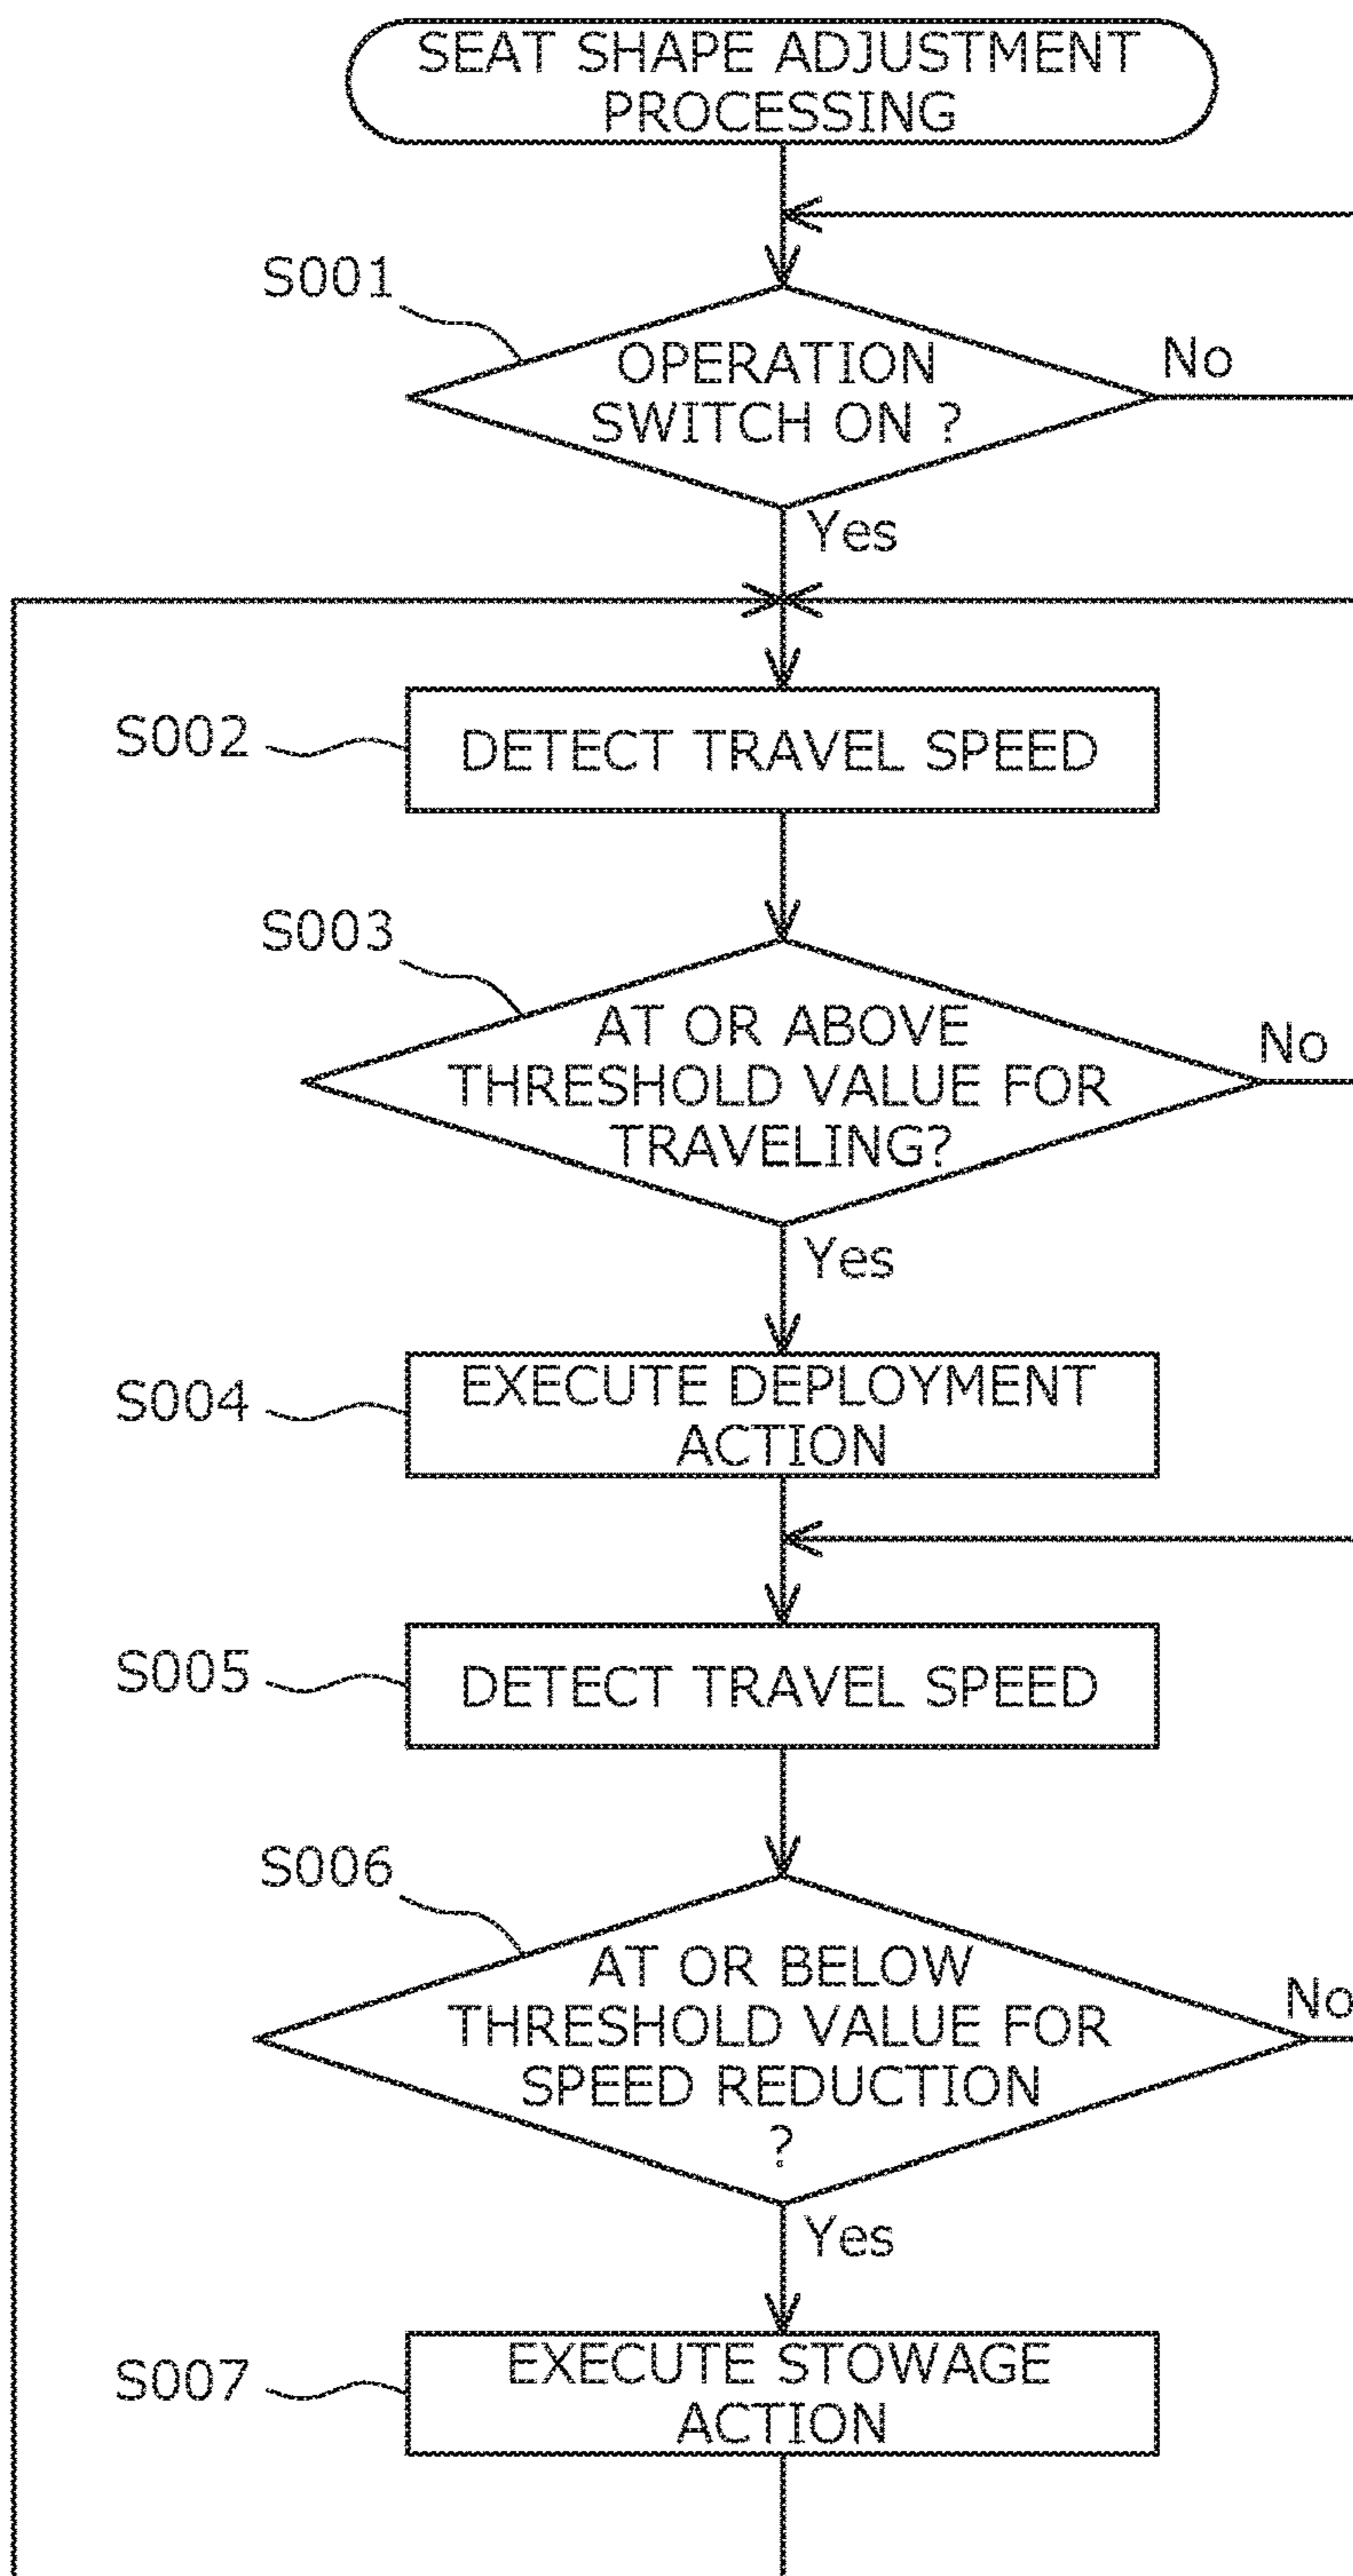 SEAT SHAPE ADJUSTMENT
PROCESSING
S001
OPERATION
SWITCH ON ?
No
Yes
S002
DETECT TRAVEL SPEED
S003
AT OR ABOVE
THRESHOLD VALUE FOR
TRAVELING?
No
Yes
S004
EXECUTE DEPLOYMENT
ACTION
S005
DETECT TRAVEL SPEED
S006
AT OR BELOW
THRESHOLD VALUE FOR
SPEED REDUCTION
?
No
Yes
S007
EXECUTE STOWAGE
ACTION